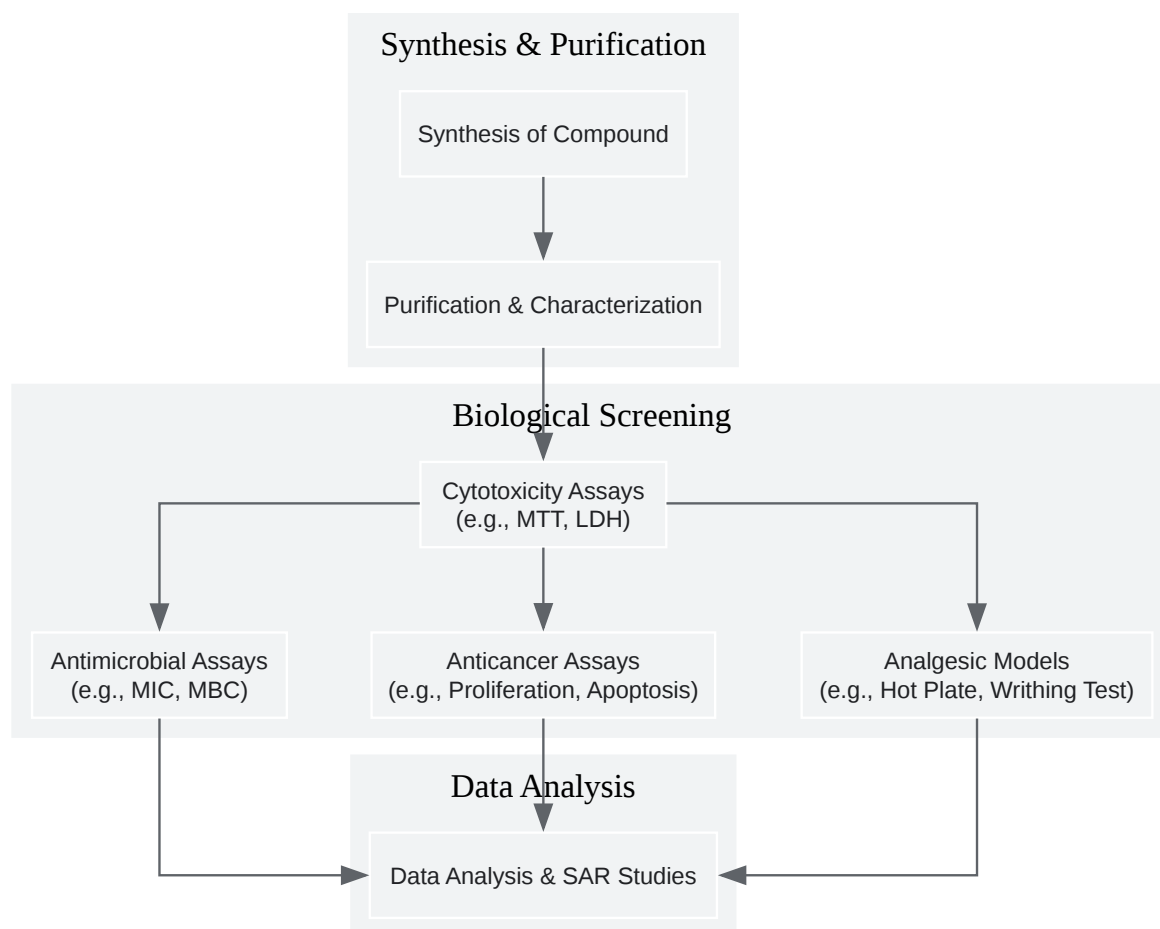 Synthesis & Purification
Synthesis of Compound
Purification & Characterization
Biological Screening
Cytotoxicity Assays
(e.g., MTT, LDH)
Antimicrobial Assays
(e.g., MIC, MBC)
Anticancer Assays
(e.g., Proliferation, Apoptosis)
Analgesic Models
(e.g., Hot Plate, Writhing Test)
Data Analysis
Data Analysis & SAR Studies